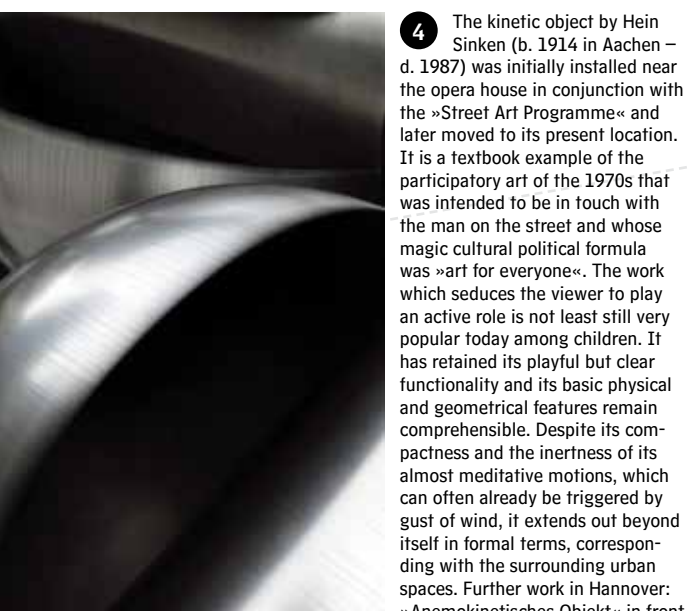 4 The kinetic object by Hein
Sinken (b. 1914 in Aachen –
d. 1987) was initially installed near
the opera house in conjunction with
the »Street Art Programme« and
later moved to its present location.
It is a textbook example of the
participatory art of the 1970s that
was intended to be in touch with
the man on the street and whose
magic cultural political formula
was »art for everyone«. The work
which seduces the viewer to play
an active role is not least still very
popular today among children. It
has retained its playful but clear
functionality and its basic physical
and geometrical features remain
comprehensible. Despite its com-
pactness and the inertness of its
almost meditative motions, which
can often already be triggered by
gust of wind, it extends out beyond
itself in formal terms, correspon-
ding with the surrounding urban
spaces. Further work in Hannover:
»Anemokinetisches Objekt« in front